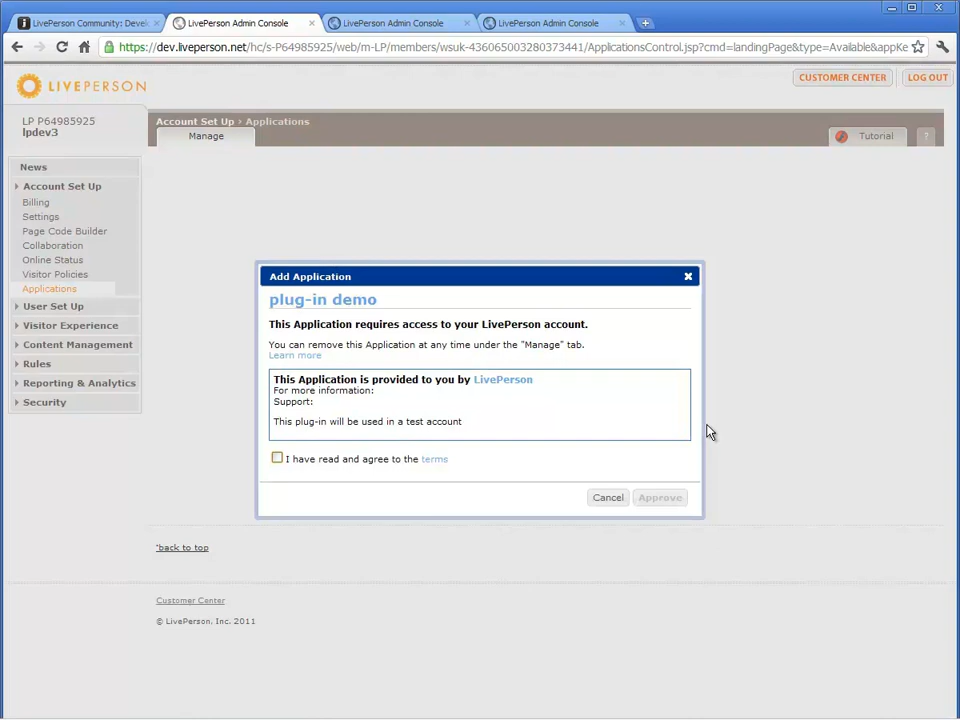 LivePerson Community: Devel
LivePerson Admin Console
LivePerson Admin Console
LivePerson Admin Console
https://dev.liveperson.net/hc/s-P64985925/web/m-LP/members/wsuk-436065003280373441/ApplicationsControl.jsp?cmd=landingPage&type=Available&appKe
LIVEPERSON
CUSTOMER CENTER
LOG OUT
LP P64985925
lpdev3
Account Set Up › Applications
Manage
Tutorial
?
News
Account Set Up
Billing
Settings
Page Code Builder
Collaboration
Online Status
Visitor Policies
Applications
User Set Up
Visitor Experience
Content Management
Rules
Reporting & Analytics
Security
Add Application
plug-in demo
This Application requires access to your LivePerson account.
You can remove this Application at any time under the "Manage" tab.
Learn more
This Application is provided to you by LivePerson
For more information:
Support:
This plug-in will be used in a test account
I have read and agree to the terms
Cancel
Approve
^back to top
Customer Center
© LivePerson, Inc. 2011